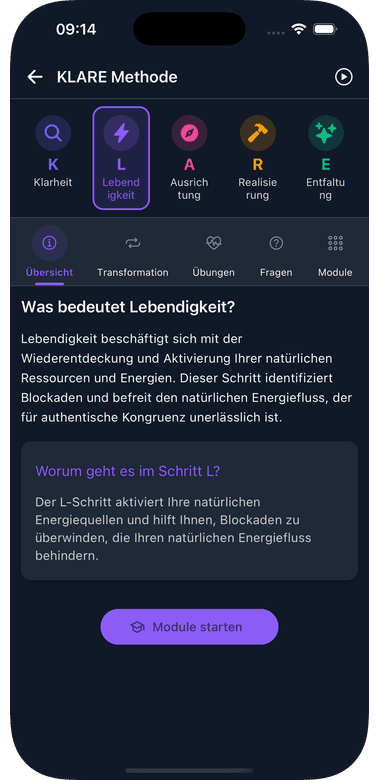 09:14
KLARE Methode
K L A R E
Klarheit Lebend Ausrich Realisie Entfaltu
igkeit tung rung ng
Übersicht Transformation Übungen Fragen Module
Was bedeutet Lebendigkeit?
Lebendigkeit beschäftigt sich mit der
Wiederentdeckung und Aktivierung Ihrer natürlichen
Ressourcen und Energien. Dieser Schritt identifiziert
Blockaden und befreit den natürlichen Energiefluss, der
für authentische Kongruenz unerlässlich ist.
Worum geht es im Schritt L?
Der L-Schritt aktiviert Ihre natürlichen
Energiequellen und hilft Ihnen, Blockaden zu
überwinden, die Ihren natürlichen Energiefluss
behindern.
Module starten